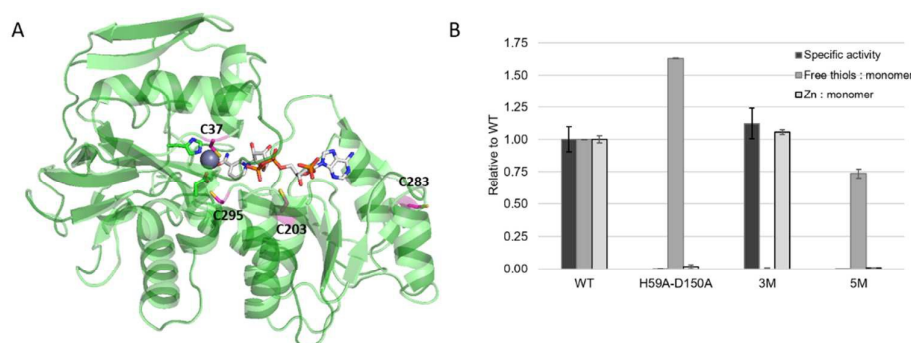 A
C37
C295
C203
C283
B
1.75
1.50
1.25
1.00
0.75
0.50
0.25
0.00
Relative to WT
Specific activity
Free thiols : monomer
Zn : monomer
WT
H59A-D150A
3M
5M